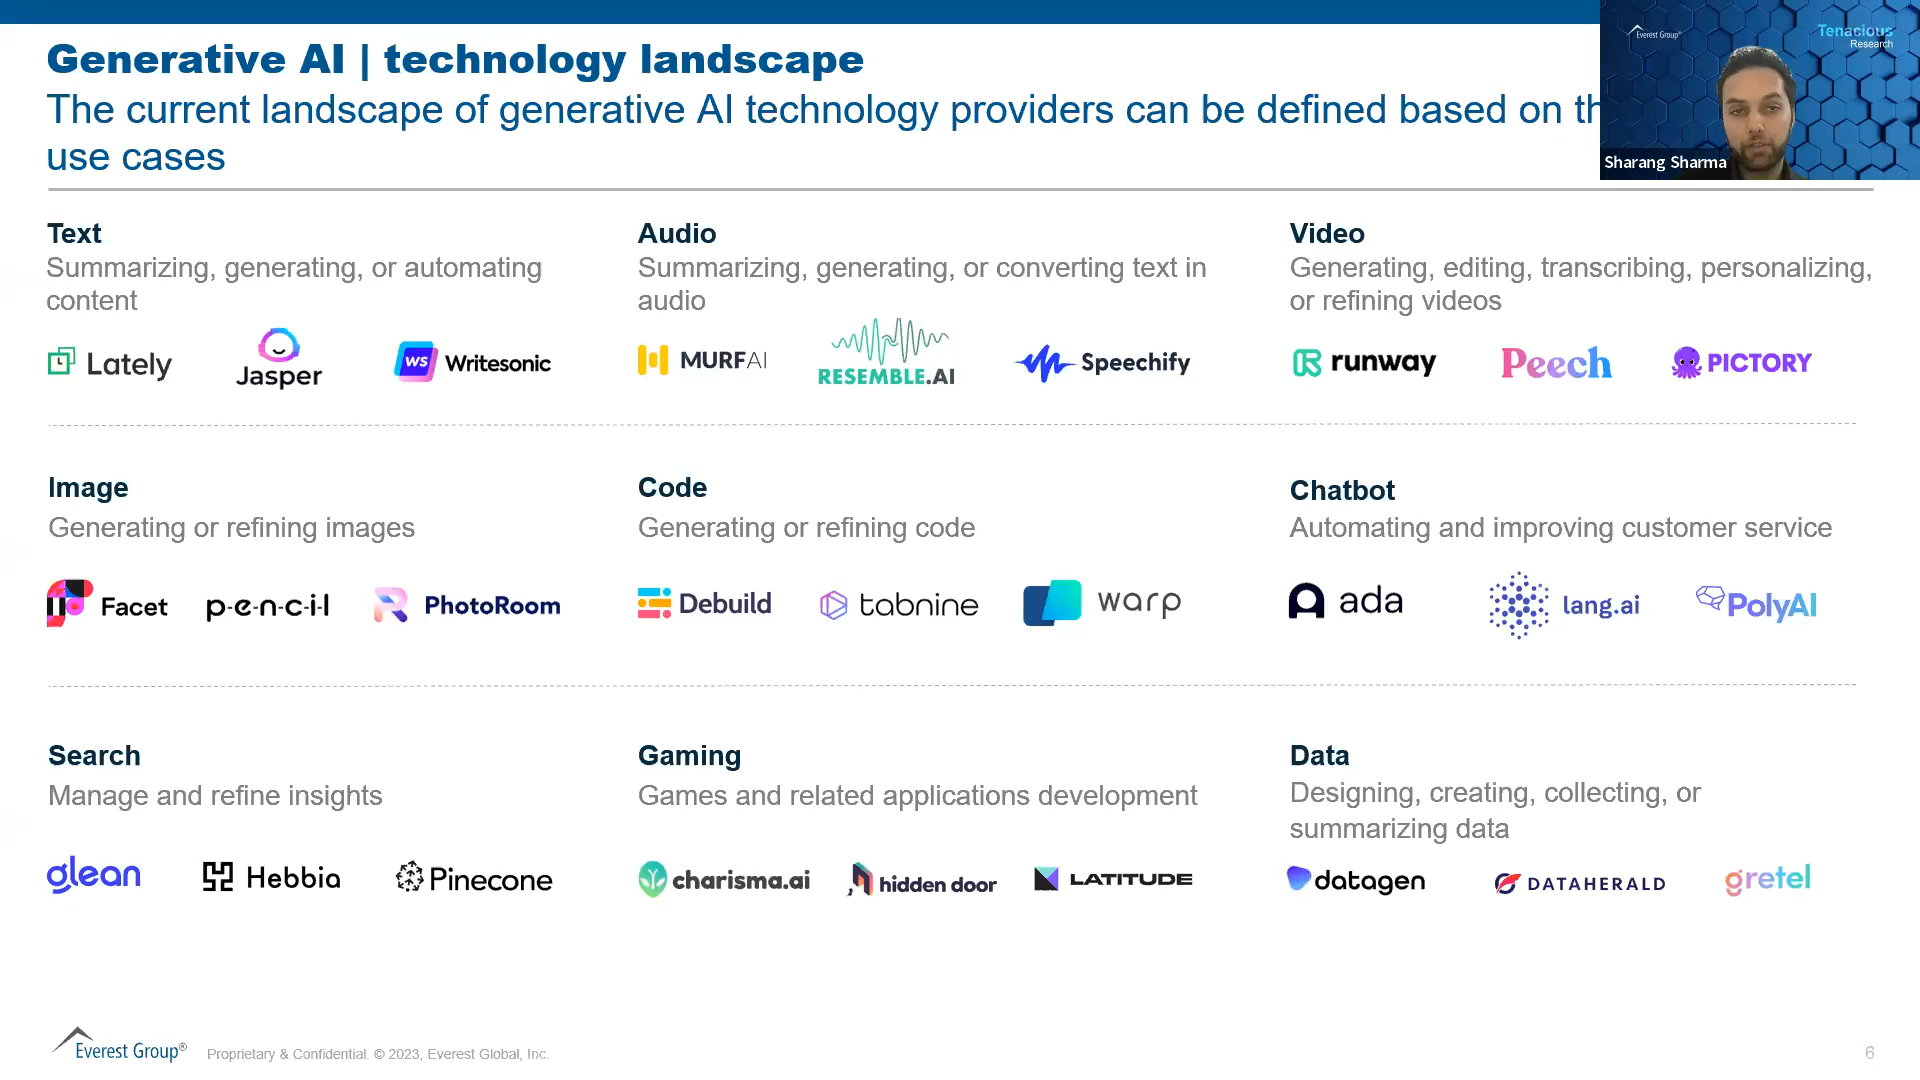 Generative AI | technology landscape
The current landscape of generative AI technology providers can be defined based on th
use cases
Everest Group®
Tenacious
Research
Sharang Sharma
Text
Summarizing, generating, or automating
content
Lately
Jasper
WS Writesonic
Audio
Summarizing, generating, or converting text in
audio
MURFAI
RESEMBLE.AI
Speechify
Video
Generating, editing, transcribing, personalizing,
or refining videos
runway
Peech
PICTORY
Image
Generating or refining images
Facet
p-e-n-c-i-l
PhotoRoom
Code
Generating or refining code
Debuild
tabnine
warp
Chatbot
Automating and improving customer service
ada
lang.ai
PolyAI
Search
Manage and refine insights
glean
Hebbia
Pinecone
Gaming
Games and related applications development
charisma.ai
hidden door
LATITUDE
Data
Designing, creating, collecting, or
summarizing data
datagen
DATAHERALD
gretel
Everest Group®
Proprietary & Confidential. © 2023, Everest Global, Inc.
6